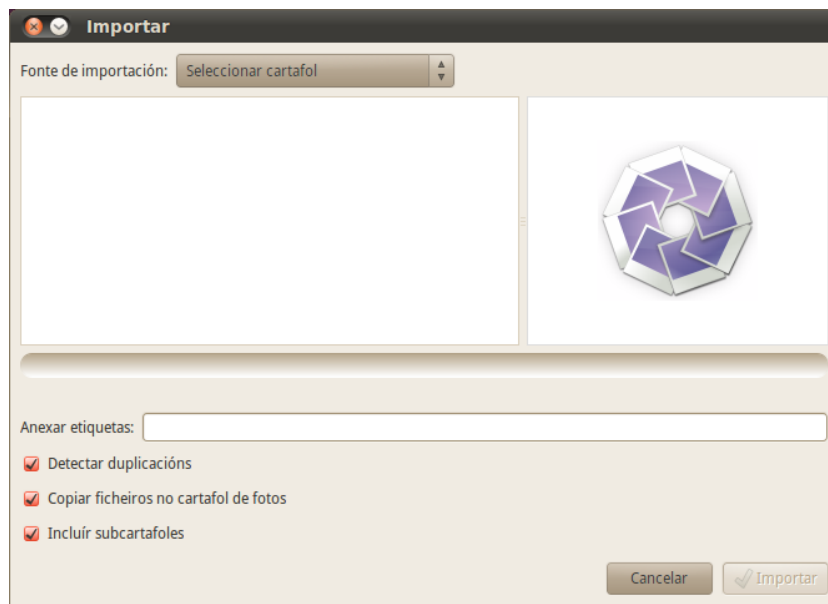 Importar
Fonte de importación: Seleccionar cartafol
Anexar etiquetas:
Detectar duplicacións
Copiar ficheiros no cartafol de fotos
Incluír subcartafoles
Cancelar Importar